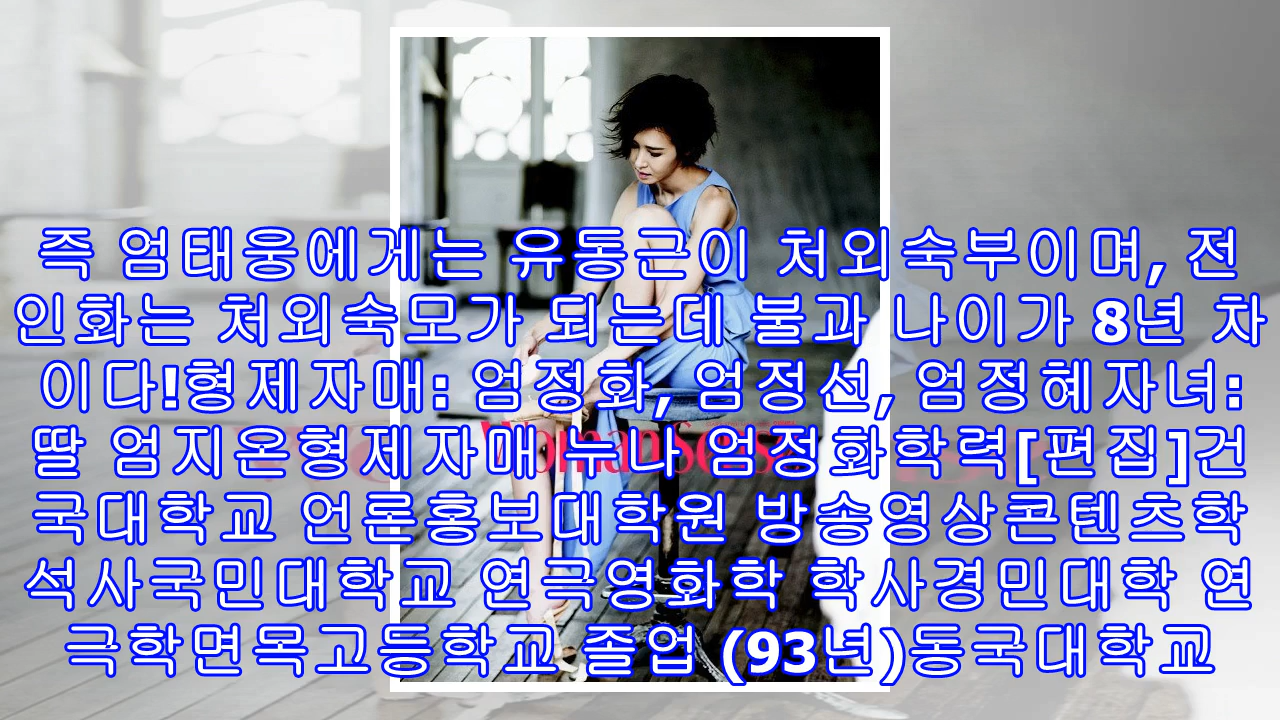 즉 엄태웅에게는 유동근이 처외숙부이며, 전
인화는 처외숙모가 되는데 불과 나이가 8년 차
이다!형제자매: 엄정화, 엄정선, 엄정혜자녀:
딸 엄지온형제자매 누나 엄정화학력[편집]건
국대학교 언론홍보대학원 방송영상콘텐츠학
석사국민대학교 연극영화학 학사경민대학 연
극학면목고등학교 졸업 (93년)동국대학교
WomanSense